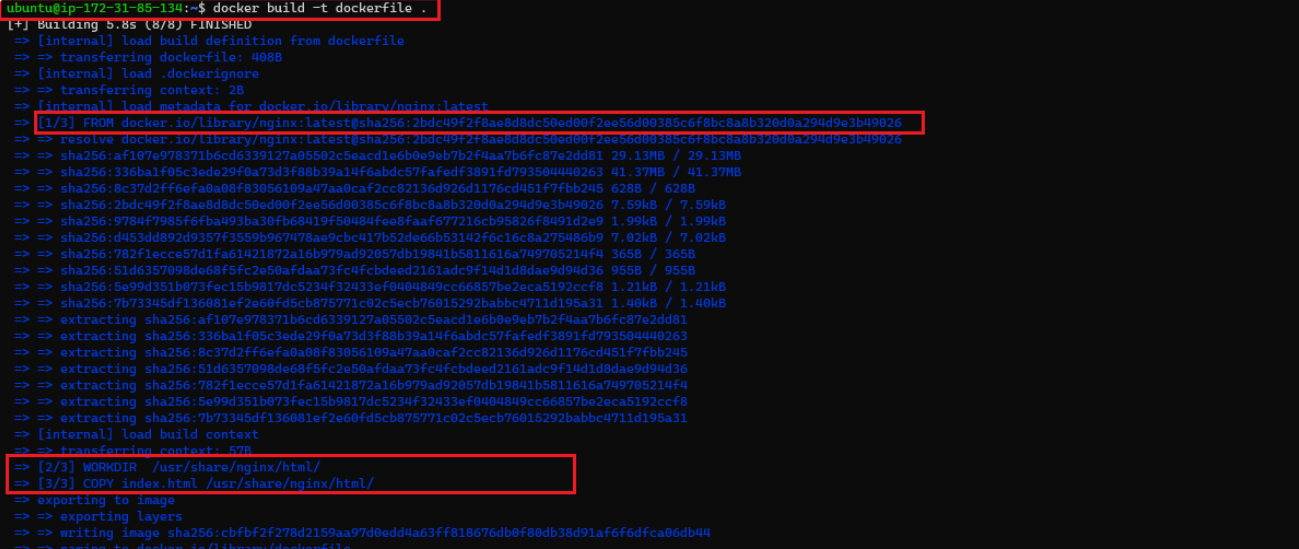 ubuntu@ip-172-31-85-134:~$ docker build -t dockerfile .
[+] Building 5.8s (8/8) FINISHED
=> [internal] load build definition from dockerfile
=> => transferring dockerfile: 408B
=> [internal] load .dockerignore
=> => transferring context: 2B
=> [internal] load metadata for docker.io/library/nginx:latest
=> [1/3] FROM docker.io/library/nginx:latest@sha256:2bdc49f2f8ae8d8dc50ed00f2ee56d00385c6f8bc8a8b320d0a294d9e3b49026
=> => resolve docker.io/library/nginx:latest@sha256:2bdc49f2f8ae8d8dc50ed00f2ee56d00385c6f8bc8a8b320d0a294d9e3b49026
=> => sha256:af107e978371b6cd6339127a05502c5eacd1e6b0e9eb7b2f4aa7b6fc87e2dd81 29.13MB / 29.13MB
=> => sha256:336ba1f05c3ede29f0a73d3f88b39a14f6abdc57fafedf3891fd793504440263 41.37MB / 41.37MB
=> => sha256:8c37d2ff6efa0a08f83056109a47aa0caf2cc82136d926d1176cd451f7fbb245 628B / 628B
=> => sha256:2bdc49f2f8ae8d8dc50ed00f2ee56d00385c6f8bc8a8b320d0a294d9e3b49026 7.59kB / 7.59kB
=> => sha256:9784f7985f6fba493ba30fb68419f50484fee8faaf677216cb95826f8491d2e9 1.99kB / 1.99kB
=> => sha256:d453dd892d9357f3559b967478ae9cbc417b52de66b53142f6c16c8a275486b9 7.02kB / 7.02kB
=> => sha256:782f1ecce57d1fa61421872a16b979ad92057db19841b5811616a749705214f4 365B / 365B
=> => sha256:51d6357098de68f5fc2e50afdaa73fc4fcbdeed2161adc9f14d1d8dae9d94d36 955B / 955B
=> => sha256:5e99d351b073fec15b9817dc5234f32433ef0404849cc66857be2eca5192ccf8 1.21kB / 1.21kB
=> => sha256:7b73345df136081ef2e60fd5cb875771c02c5ecb76015292babbc4711d195a31 1.40kB / 1.40kB
=> => extracting sha256:af107e978371b6cd6339127a05502c5eacd1e6b0e9eb7b2f4aa7b6fc87e2dd81
=> => extracting sha256:336ba1f05c3ede29f0a73d3f88b39a14f6abdc57fafedf3891fd793504440263
=> => extracting sha256:8c37d2ff6efa0a08f83056109a47aa0caf2cc82136d926d1176cd451f7fbb245
=> => extracting sha256:51d6357098de68f5fc2e50afdaa73fc4fcbdeed2161adc9f14d1d8dae9d94d36
=> => extracting sha256:782f1ecce57d1fa61421872a16b979ad92057db19841b5811616a749705214f4
=> => extracting sha256:5e99d351b073fec15b9817dc5234f32433ef0404849cc66857be2eca5192ccf8
=> => extracting sha256:7b73345df136081ef2e60fd5cb875771c02c5ecb76015292babbc4711d195a31
=> [internal] load build context
=> => transferring context: 57B
=> [2/3] WORKDIR  /usr/share/nginx/html/
=> [3/3] COPY index.html /usr/share/nginx/html/
=> exporting to image
=> => exporting layers
=> => writing image sha256:cbfbf2f278d2159aa97d0edd4a63ff818676db0f80db38d91af6f6dfca06db44
=> => naming to docker.io/library/dockerfile